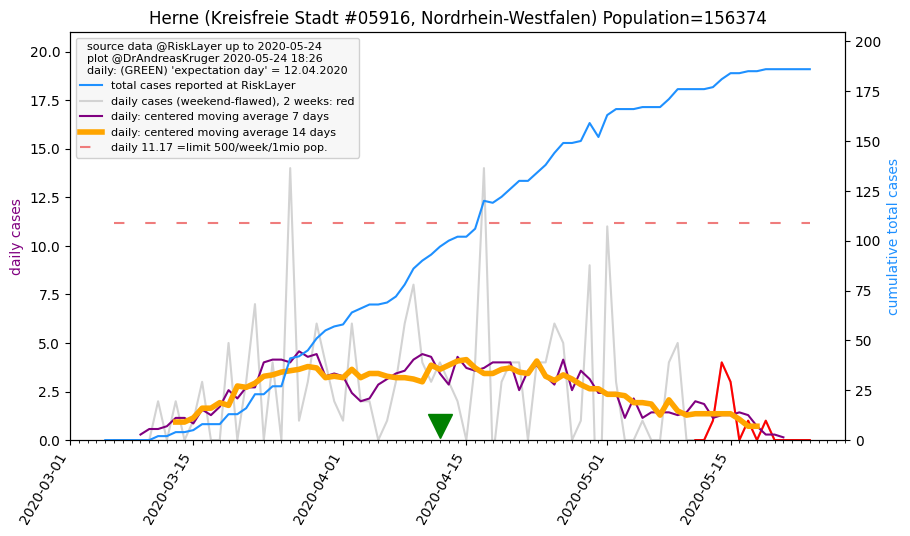 Herne (Kreisfreie Stadt #05916, Nordrhein-Westfalen) Population=156374
source data @RiskLayer up to 2020-05-24
plot @DrAndreasKruger 2020-05-24 18:26
daily: (GREEN) 'expectation day' = 12.04.2020
total cases reported at RiskLayer
daily cases (weekend-flawed), 2 weeks: red
daily: centered moving average 7 days
daily: centered moving average 14 days
daily 11.17 =limit 500/week/1mio pop.
daily cases
20.0
17.5
15.0
12.5
10.0
7.5
5.0
2.5
0.0
cumulative total cases
200
175
150
125
100
75
50
25
0
2020-03-01
2020-03-15
2020-04-01
2020-04-15
2020-05-01
2020-05-15